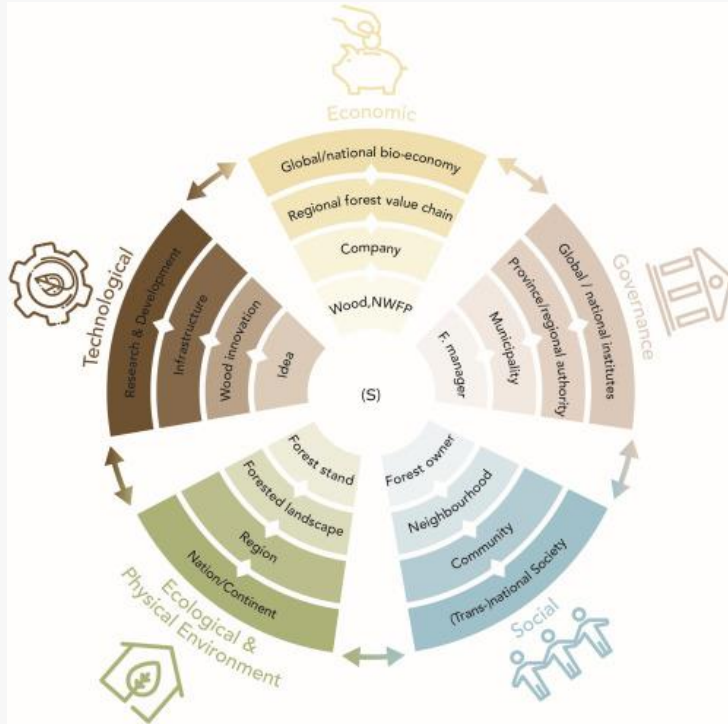 Economic
Global/national bio-economy
Regional forest value chain
Company
Wood,NWFP
Governance
Global / national institutes
Province/regional authority
Municipality
F. manager
Technological
Research & Development
Infrastructure
Wood innovation
Idea
(S)
Forest stand
Forested landscape
Region
Nation/Continent
Ecological &
Physical Environment
Forest owner
Neighbourhood
Community
(Trans-)national Society
Social